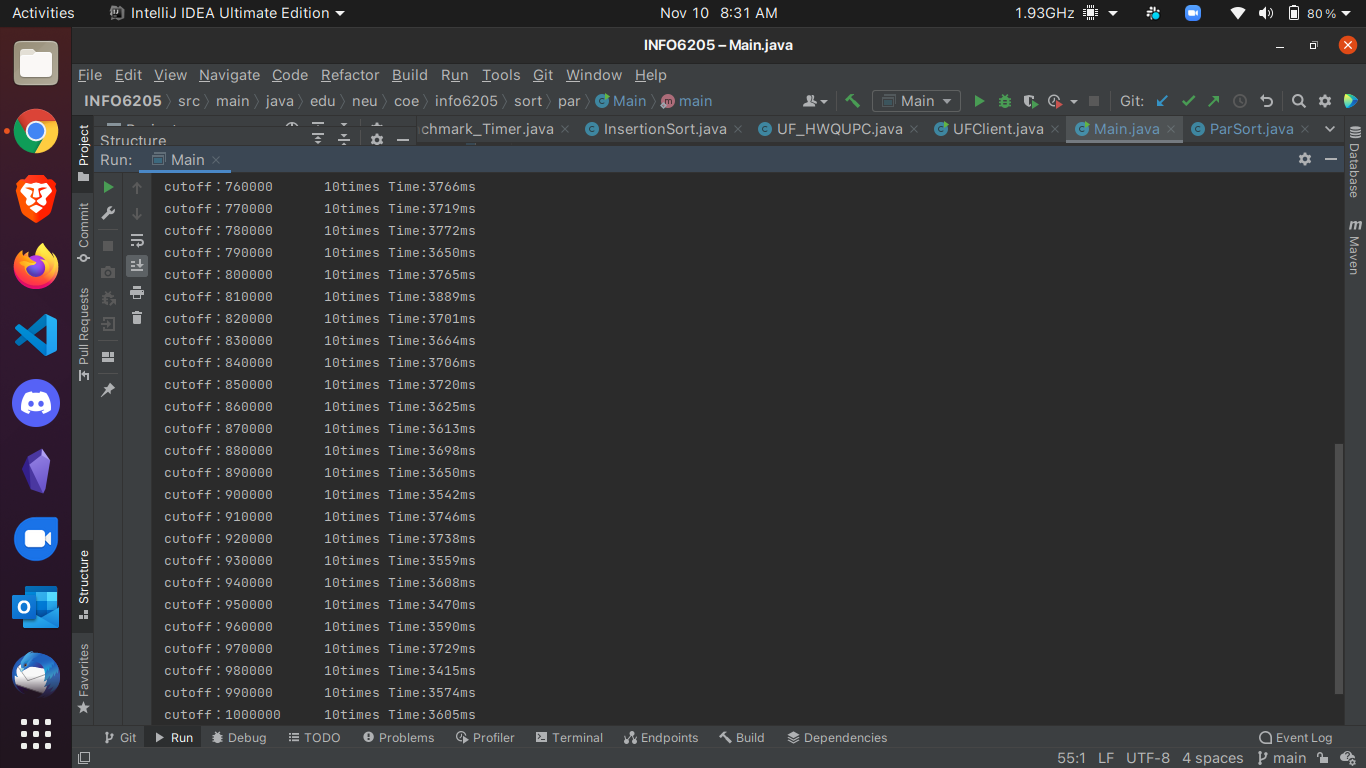 Activities IntelliJ IDEA Ultimate Edition Nov 10 8:31 AM 1.93GHz 80%
INFO6205 – Main.java
File Edit View Navigate Code Refactor Build Run Tools Git Window Help
INFO6205 src main java edu neu coe info6205 sort par Main main Main Git:
chmark_Timer.java InsertionSort.java UF_HWQUPC.java UFClient.java Main.java ParSort.java
Structure
Run: Main
cutoff：760000 10times Time:3766ms
cutoff：770000 10times Time:3719ms
cutoff：780000 10times Time:3772ms
cutoff：790000 10times Time:3650ms
cutoff：800000 10times Time:3765ms
cutoff：810000 10times Time:3889ms
cutoff：820000 10times Time:3701ms
cutoff：830000 10times Time:3664ms
cutoff：840000 10times Time:3706ms
cutoff：850000 10times Time:3720ms
cutoff：860000 10times Time:3625ms
cutoff：870000 10times Time:3613ms
cutoff：880000 10times Time:3698ms
cutoff：890000 10times Time:3650ms
cutoff：900000 10times Time:3542ms
cutoff：910000 10times Time:3746ms
cutoff：920000 10times Time:3738ms
cutoff：930000 10times Time:3559ms
cutoff：940000 10times Time:3608ms
cutoff：950000 10times Time:3470ms
cutoff：960000 10times Time:3590ms
cutoff：970000 10times Time:3729ms
cutoff：980000 10times Time:3415ms
cutoff：990000 10times Time:3574ms
cutoff：1000000 10times Time:3605ms
Project
Commit
Pull Requests
Structure
Favorites
Database
Maven
Git Run Debug TODO Problems Profiler Terminal Endpoints Build Dependencies Event Log
55:1 LF UTF-8 4 spaces main